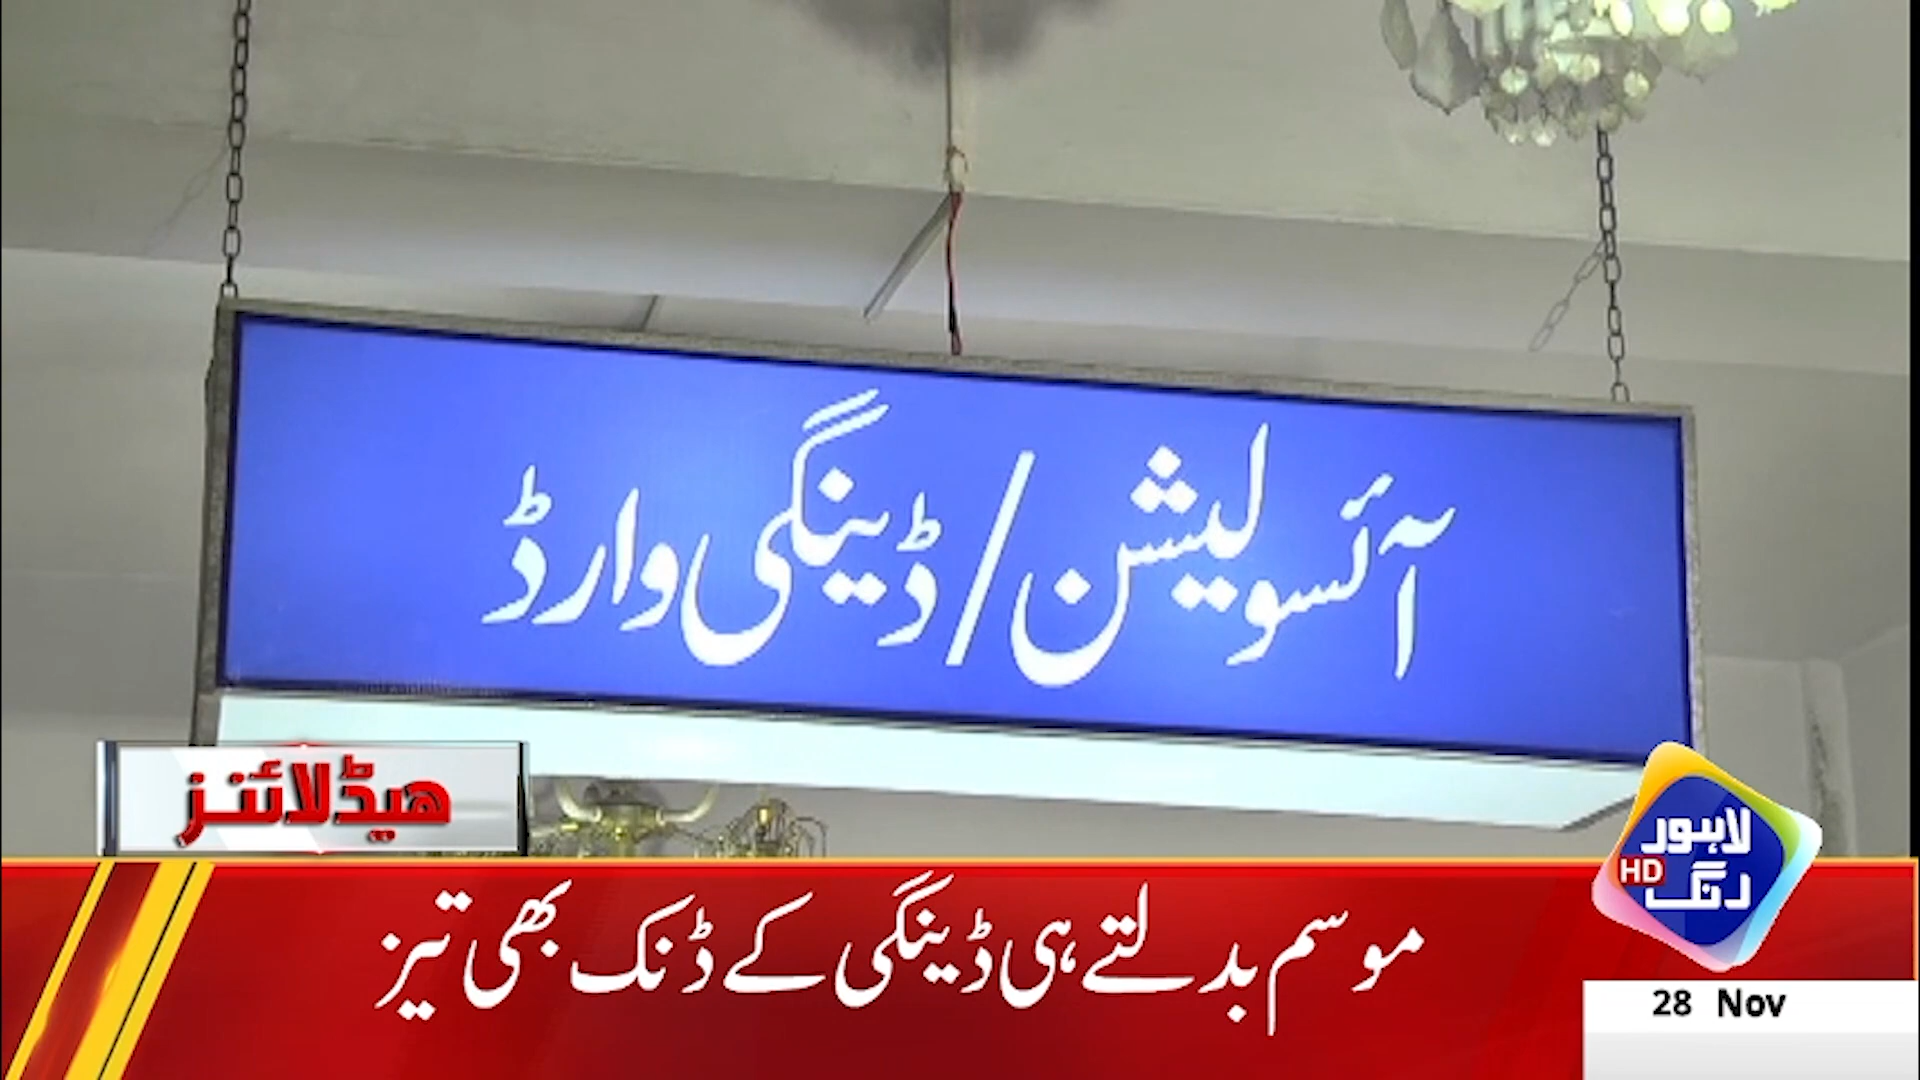 آئسولیشن/ڈینگی وارڈ
ہیڈلائنز
لاہور
رنگ
HD
موسم بدلتے ہی ڈینگی کے ڈنک بھی تیز
28 Nov